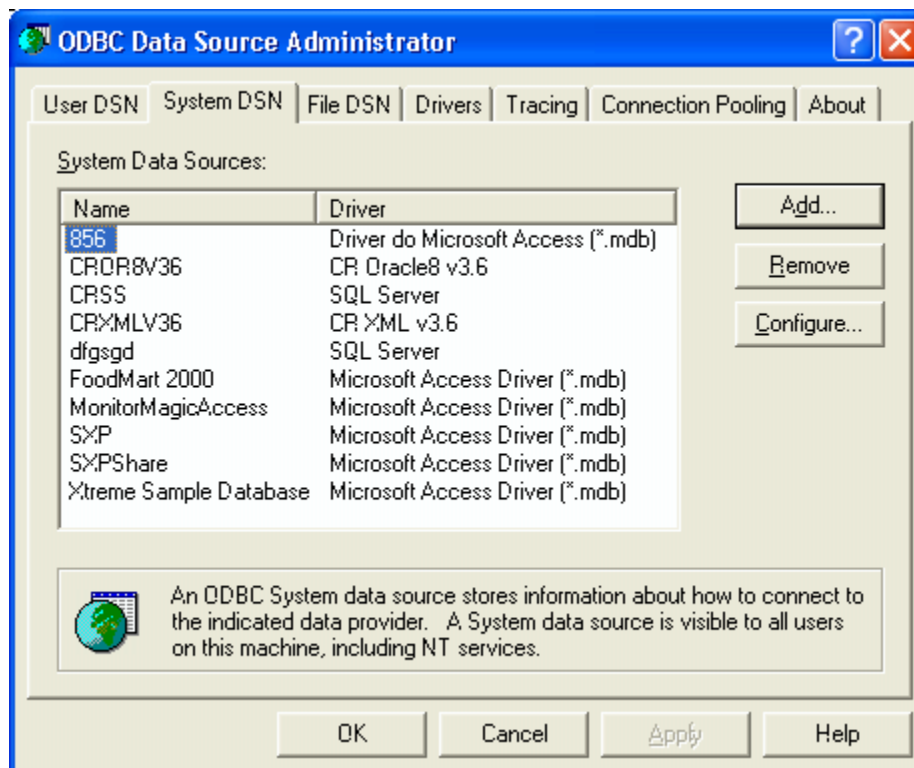 ODBC Data Source Administrator
User DSN System DSN File DSN Drivers Tracing Connection Pooling About
System Data Sources:
Name Driver
856 Driver do Microsoft Access (*.mdb)
CROR8V36 CR Oracle8 v3.6
CRSS SQL Server
CRXMLV36 CR XML v3.6
dfgsgd SQL Server
FoodMart 2000 Microsoft Access Driver (*.mdb)
MonitorMagicAccess Microsoft Access Driver (*.mdb)
SXP Microsoft Access Driver (*.mdb)
SXPShare Microsoft Access Driver (*.mdb)
Xtreme Sample Database Microsoft Access Driver (*.mdb)
Add...
Remove
Configure...
An ODBC System data source stores information about how to connect to
the indicated data provider. A System data source is visible to all users
on this machine, including NT services.
OK Cancel Apply Help